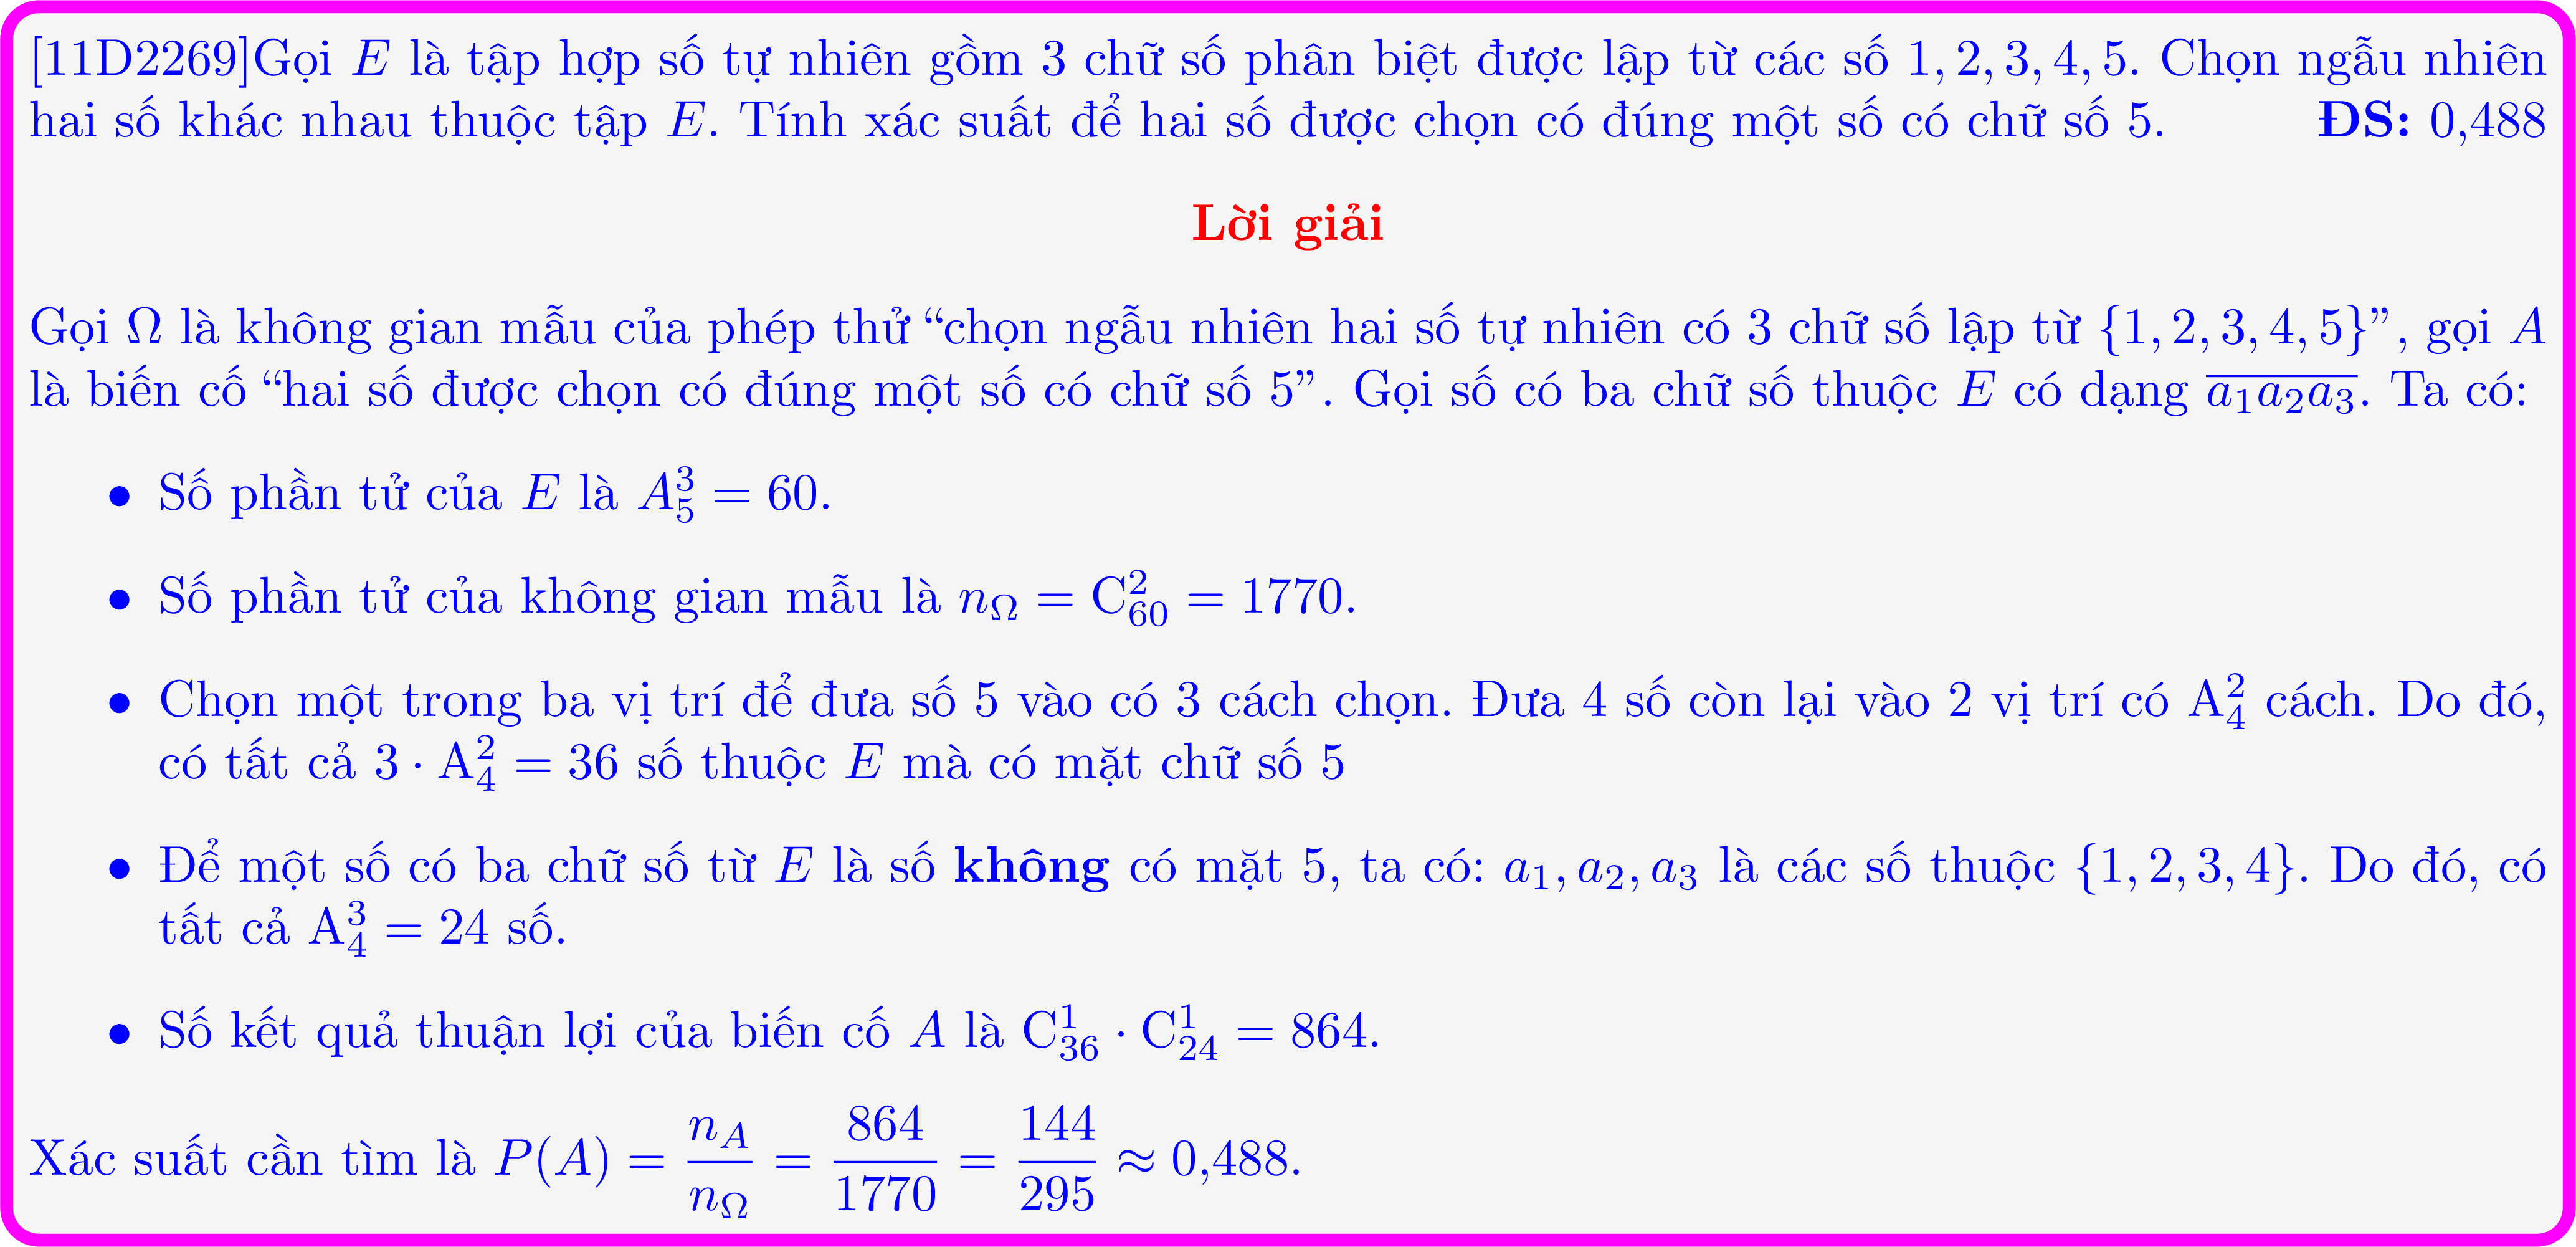 [11D2269]Gọi E là tập hợp số tự nhiên gồm 3 chữ số phân biệt được lập từ các số 1, 2, 3, 4, 5. Chọn ngẫu nhiên
hai số khác nhau thuộc tập E. Tính xác suất để hai số được chọn có đúng một số có chữ số 5. ĐS: 0,488
Lời giải
Gọi Ω là không gian mẫu của phép thử “chọn ngẫu nhiên hai số tự nhiên có 3 chữ số lập từ {1, 2, 3, 4, 5}”, gọi A
là biến cố “hai số được chọn có đúng một số có chữ số 5”. Gọi số có ba chữ số thuộc E có dạng $\overline{a_1a_2a_3}$. Ta có:
• Số phần tử của E là $A_5^3 = 60$.
• Số phần tử của không gian mẫu là $n_Ω = C_{60}^2 = 1770$.
• Chọn một trong ba vị trí để đưa số 5 vào có 3 cách chọn. Đưa 4 số còn lại vào 2 vị trí có $A_4^2$ cách. Do đó,
có tất cả $3 · A_4^2 = 36$ số thuộc E mà có mặt chữ số 5
• Để một số có ba chữ số từ E là số không có mặt 5, ta có: $a_1, a_2, a_3$ là các số thuộc {1, 2, 3, 4}. Do đó, có
tất cả $A_4^3 = 24$ số.
• Số kết quả thuận lợi của biến cố A là $C_{36}^1 · C_{24}^1 = 864$.
Xác suất cần tìm là $P(A) = \frac{n_A}{n_Ω} = \frac{864}{1770} = \frac{144}{295} ≈ 0,488$.